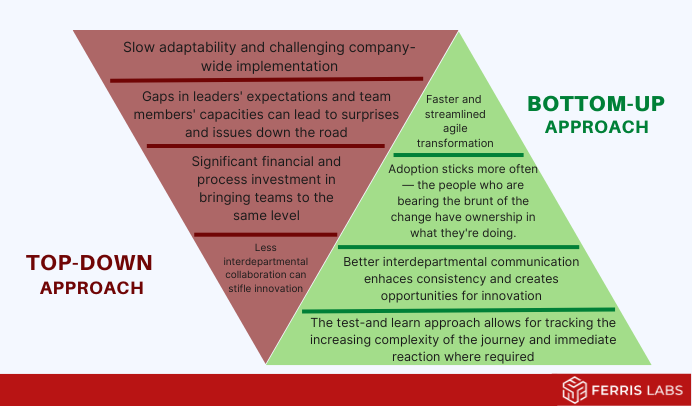 Slow adaptability and challenging company-
wide implementation
Gaps in leaders' expectations and team
members' capacities can lead to surprises
and issues down the road
Significant financial and
process investment in
bringing teams to the
same level
Less
interdepartmental
collaboration can
stifle innovation
TOP-DOWN
APPROACH
BOTTOM-UP
APPROACH
Faster and
streamlined
agile
transformation
Adoption sticks more often
— the people who are
bearing the brunt of the
change have ownership in
what they're doing.
Better interdepartmental communication
enhaces consistency and creates
opportunities for innovation
The test-and learn approach allows for tracking the
increasing complexity of the journey and immediate
reaction where required
FERRIS LABS